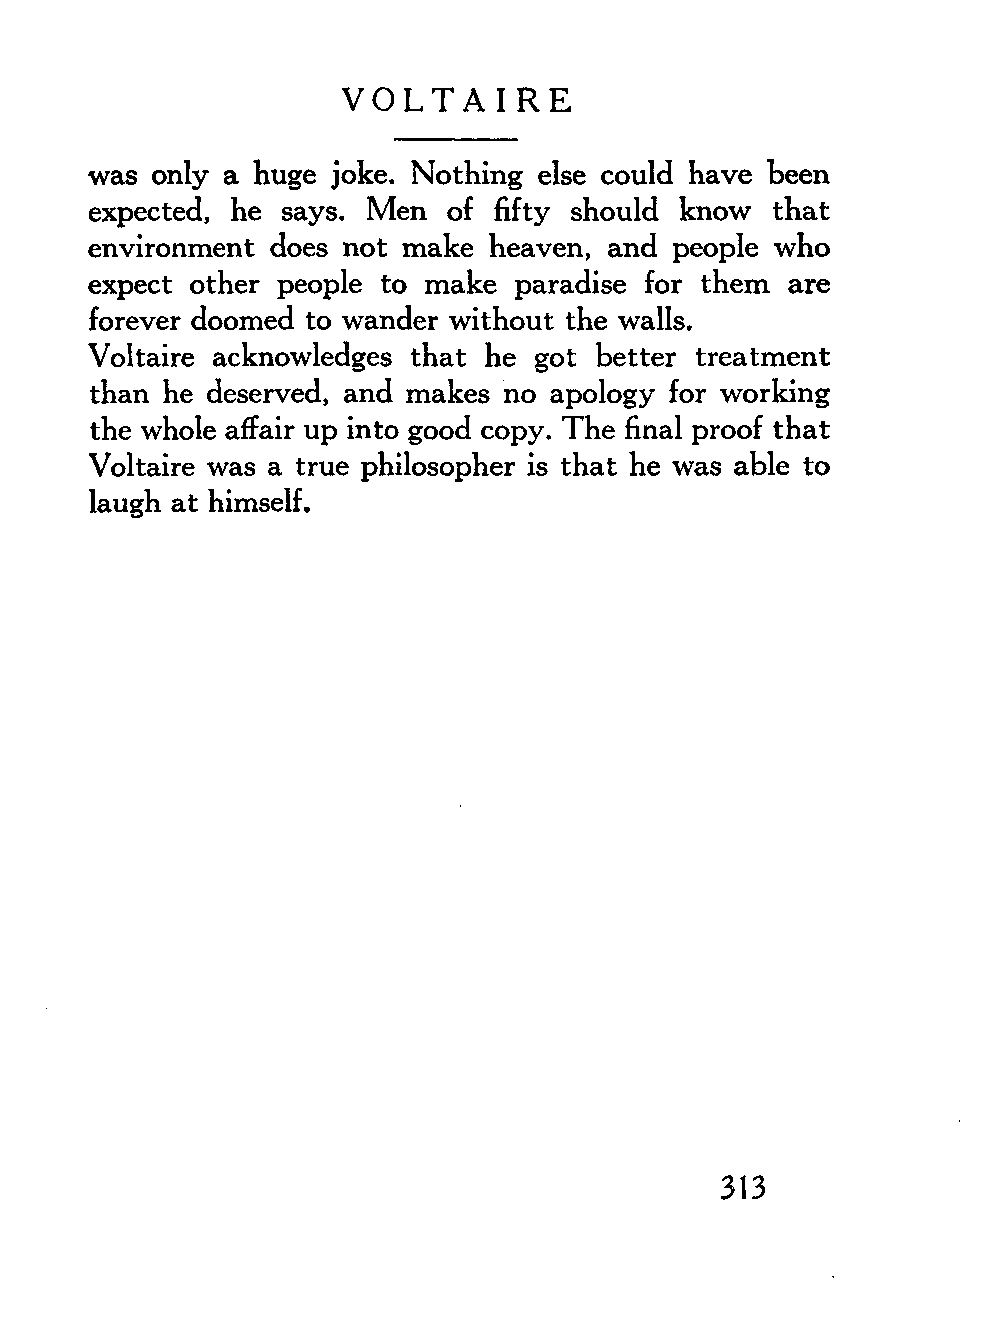 VOLTAIRE
was only a huge joke. Nothing else could have been
expected, he says. Men of fifty should know that
environment does not make heaven, and people who
expect other people to make paradise for them are
forever doomed to wander without the walls.
Voltaire acknowledges that he got better treatment
than he deserved, and makes no apology for working
the whole affair up into good copy. The final proof that
Voltaire was a true philosopher is that he was able to
laugh at himself.
313